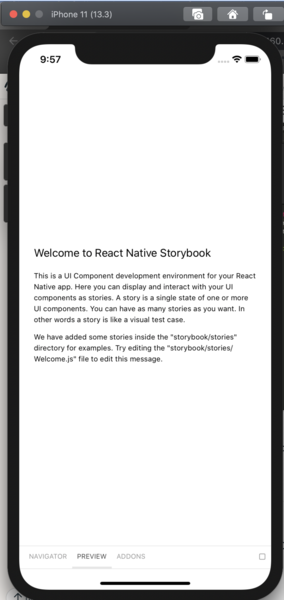 iPhone 11 (13.3)
60.
9:57
Welcome to React Native Storybook
This is a UI Component development environment for your React
Native app. Here you can display and interact with your UI
components as stories. A story is a single state of one or more
UI components. You can have as many stories as you want. In
other words a story is like a visual test case.
We have added some stories inside the "storybook/stories"
directory for examples. Try editing the "storybook/stories/
Welcome.js" file to edit this message.
NAVIGATOR PREVIEW ADDONS